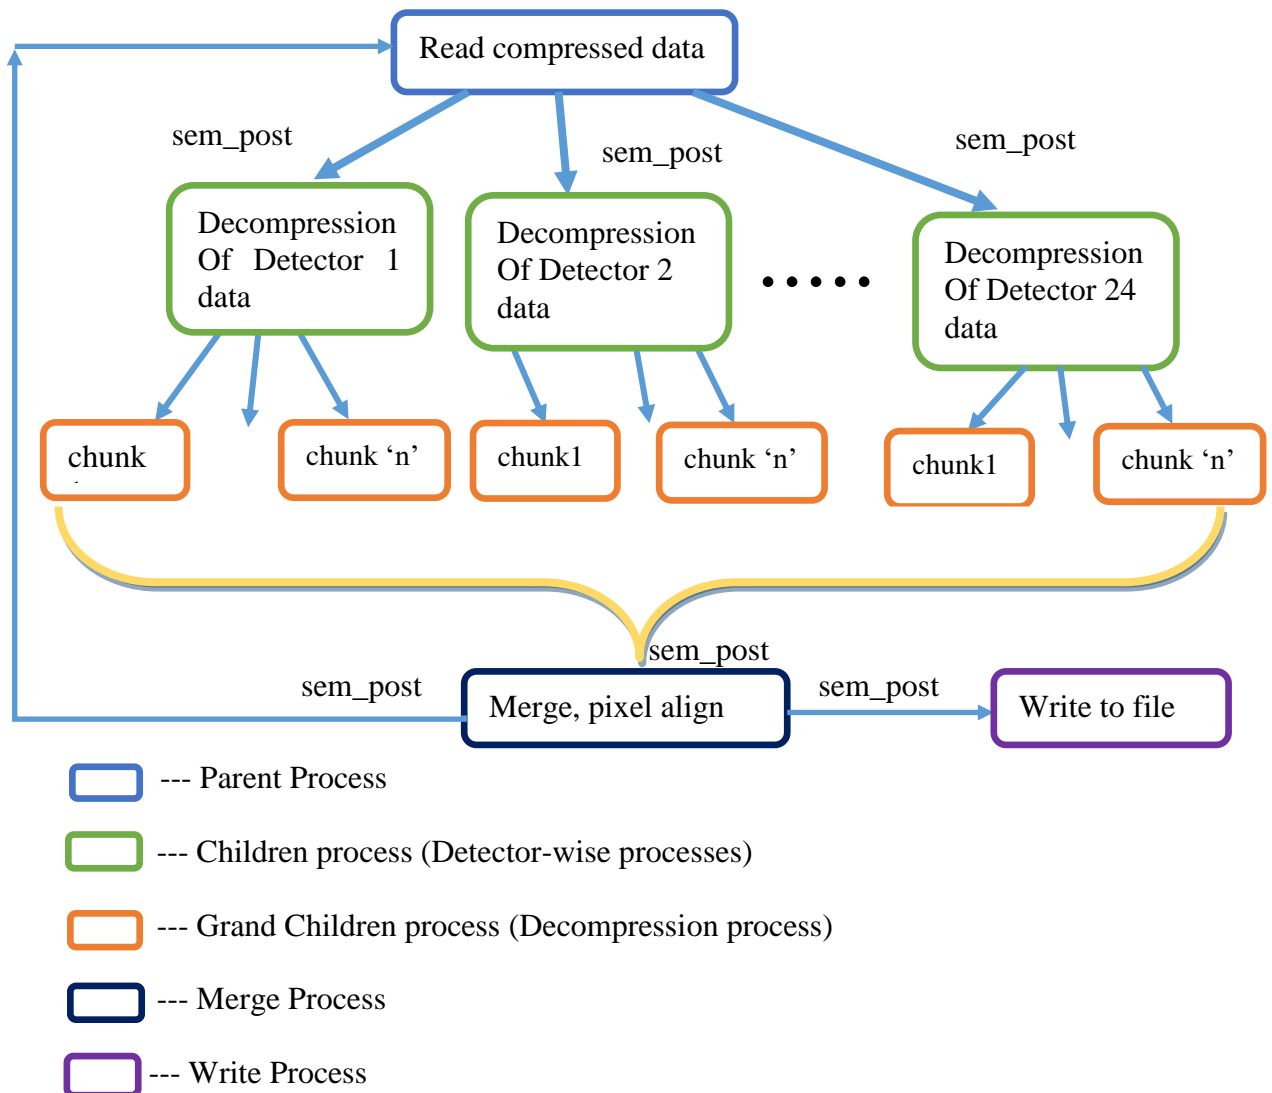 Read compressed data
sem_post
sem_post
sem_post
Decompression
Of Detector 1
data
Decompression
Of Detector 2
data
Decompression
Of Detector 24
data
chunk
chunk ‘n’
chunk1
chunk ‘n’
chunk1
chunk ‘n’
sem_post
sem_post
Merge, pixel align
sem_post
Write to file
--- Parent Process
--- Children process (Detector-wise processes)
--- Grand Children process (Decompression process)
--- Merge Process
--- Write Process